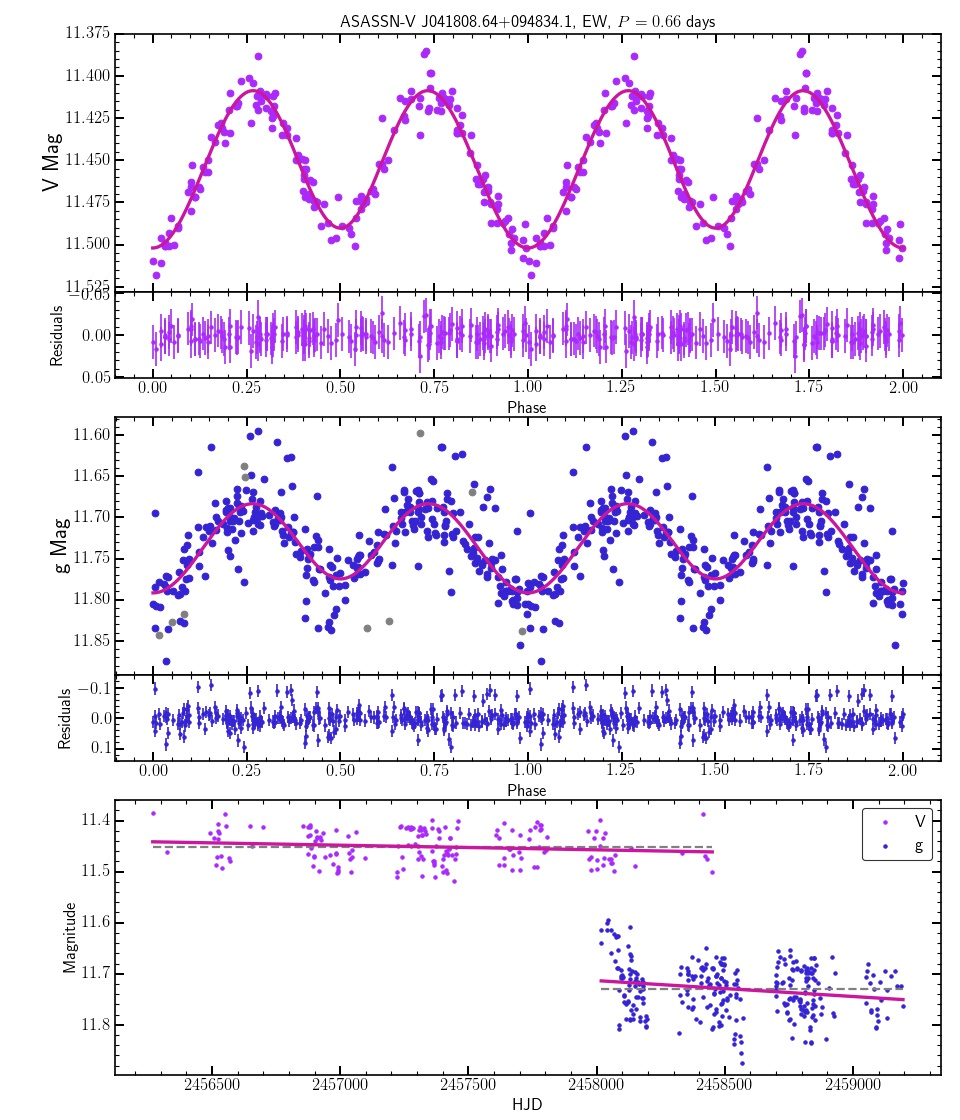 ASASSN-V J041808.64+094834.1, EW, P = 0.66 days
11.375
11.400
11.425
11.450
11.475
11.500
11.525
V Mag
−0.05
0.00
0.05
Residuals
0.00 0.25 0.50 0.75 1.00 1.25 1.50 1.75 2.00
Phase
11.60
11.65
11.70
11.75
11.80
11.85
g Mag
−0.1
0.0
0.1
Residuals
0.00 0.25 0.50 0.75 1.00 1.25 1.50 1.75 2.00
Phase
V
g
11.4
11.5
11.6
11.7
11.8
Magnitude
2456500 2457000 2457500 2458000 2458500 2459000
HJD